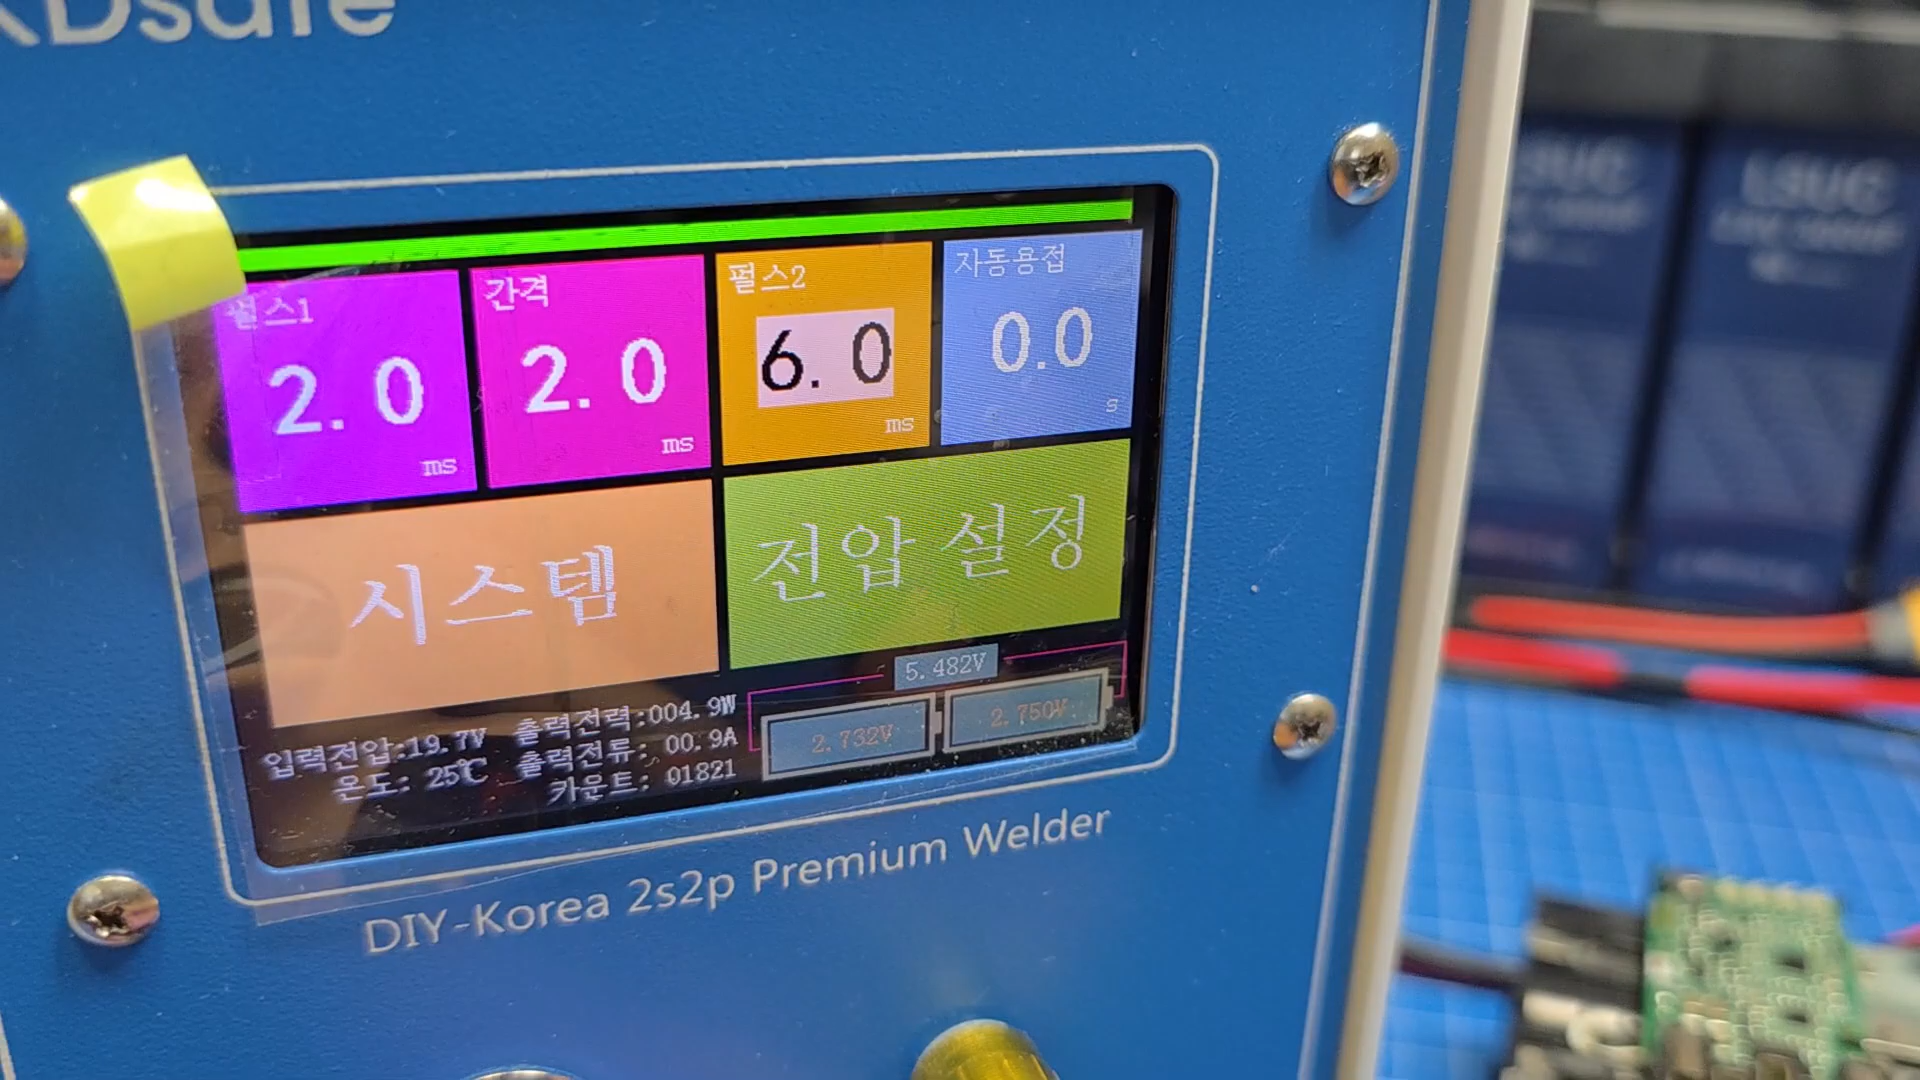 KDsafe
펄스1
2.0
ms
간격
2.0
ms
펄스2
6.0
ms
자동용접
0.0
s
시스템
전압 설정
5.482V
2.732V
2.750V
입력전압:19.7V
출력전력:004.9W
온도: 25℃
출력전류: 00.9A
카운트: 01821
DIY-Korea 2s2p Premium Welder
LSUC